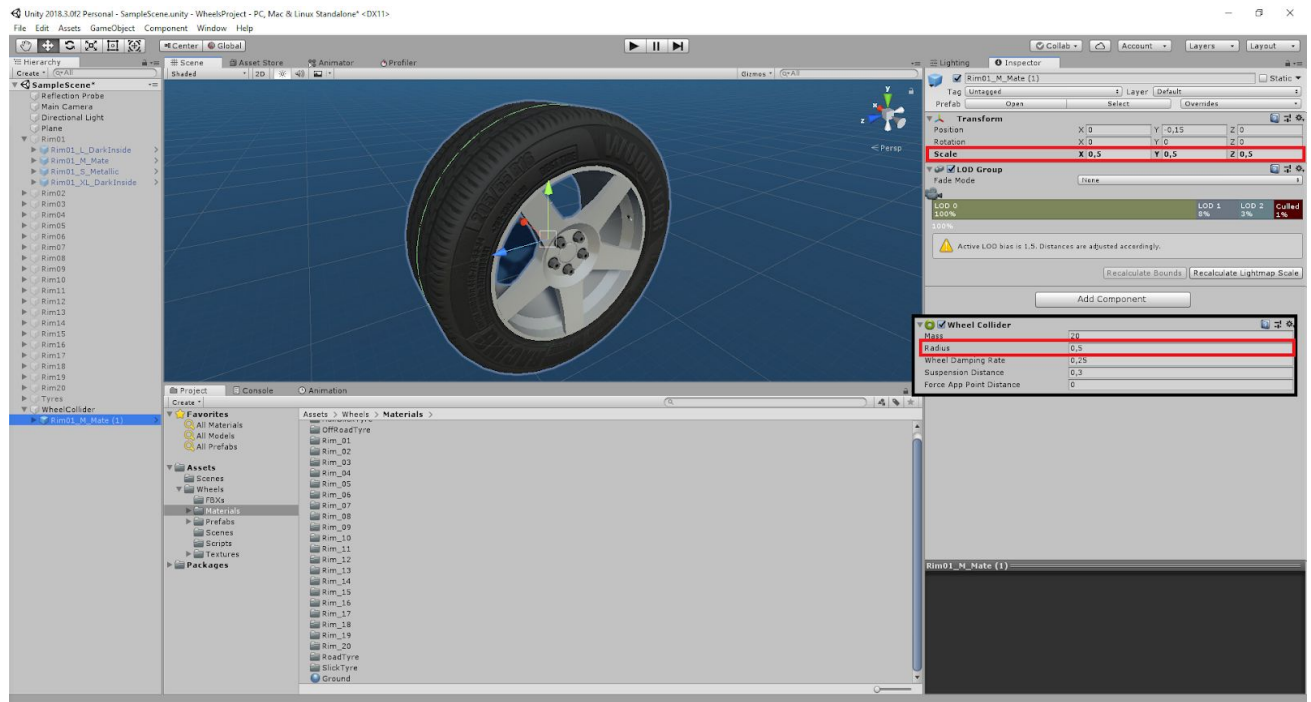 Unity 2018.3.0f2 Personal - SampleScene.unity - WheelsProject - PC, Mac & Linux Standalone* <DX11>
File Edit Assets GameObject Component Window Help
Center Global Collab Account Layers Layout
Hierarchy
Create All
SampleScene*
Reflection Probe
Main Camera
Directional Light
Plane
Rim01
Rim01_L_DarkInside
Rim01_M_Mate
Rim01_S_Metallic
Rim01_XL_DarkInside
Rim02
Rim03
Rim04
Rim05
Rim06
Rim07
Rim08
Rim09
Rim10
Rim11
Rim12
Rim13
Rim14
Rim15
Rim16
Rim17
Rim18
Rim19
Rim20
Tyres
WheelCollider
Rim01_M_Mate (1)
Scene Asset Store Animator Profiler
Shaded 2D Gizmos All
y
x
z
Persp
Project Console Animation
Create
Favorites
All Materials
All Models
All Prefabs
Assets
Scenes
Wheels
FBXs
Materials
Prefabs
Scenes
Scripts
Textures
Packages
Assets > Wheels > Materials >
OffRoadTyre
Rim_01
Rim_02
Rim_03
Rim_04
Rim_05
Rim_06
Rim_07
Rim_08
Rim_09
Rim_10
Rim_11
Rim_12
Rim_13
Rim_14
Rim_15
Rim_16
Rim_17
Rim_18
Rim_19
Rim_20
RoadTyre
SlickTyre
Ground
Lighting Inspector
Rim01_M_Mate (1) Static
Tag Untagged Layer Default
Prefab Open Select Overrides
Transform
Position X 0 Y -0,15 Z 0
Rotation X 0 Y 0 Z 0
Scale X 0,5 Y 0,5 Z 0,5
LOD Group
Fade Mode None
LOD 0 LOD 1 LOD 2 Culled
100% 8% 3% 1%
100%
Active LOD bias is 1.5. Distances are adjusted accordingly.
Recalculate Bounds Recalculate Lightmap Scale
Add Component
Wheel Collider
Mass 20
Radius 0,5
Wheel Damping Rate 0,25
Suspension Distance 0,3
Force App Point Distance 0
Rim01_M_Mate (1)